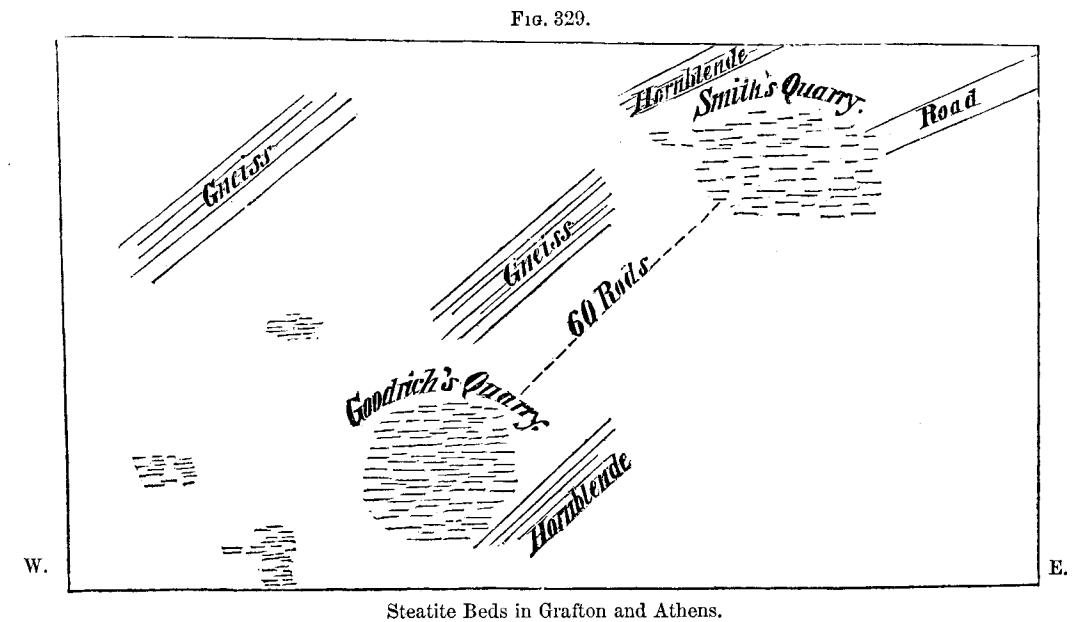 Fig. 329.
Hornblende
Smith's Quarry.
Road
Gneiss
Gneiss
60 Rods
Goodrich's Quarry.
Hornblende
W.
E.
Steatite Beds in Grafton and Athens.